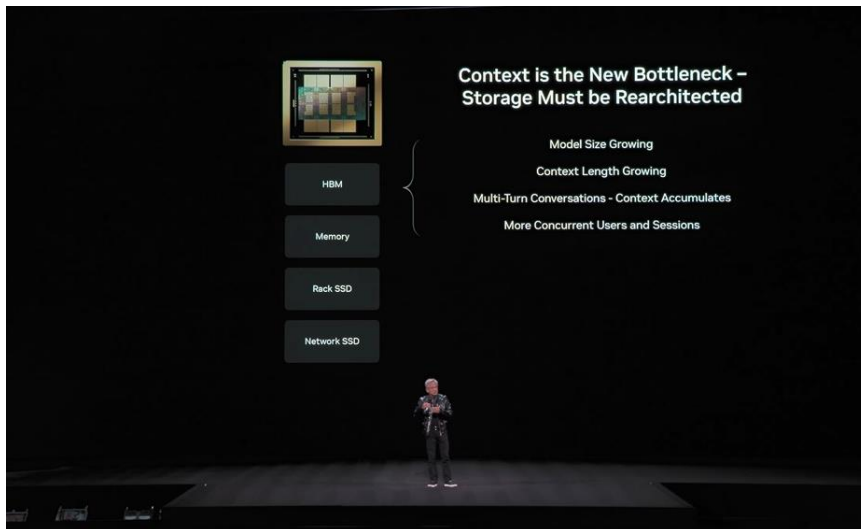 Context is the New Bottleneck –
Storage Must be Rearchitected
Model Size Growing
Context Length Growing
Multi-Turn Conversations - Context Accumulates
More Concurrent Users and Sessions
HBM
Memory
Rack SSD
Network SSD